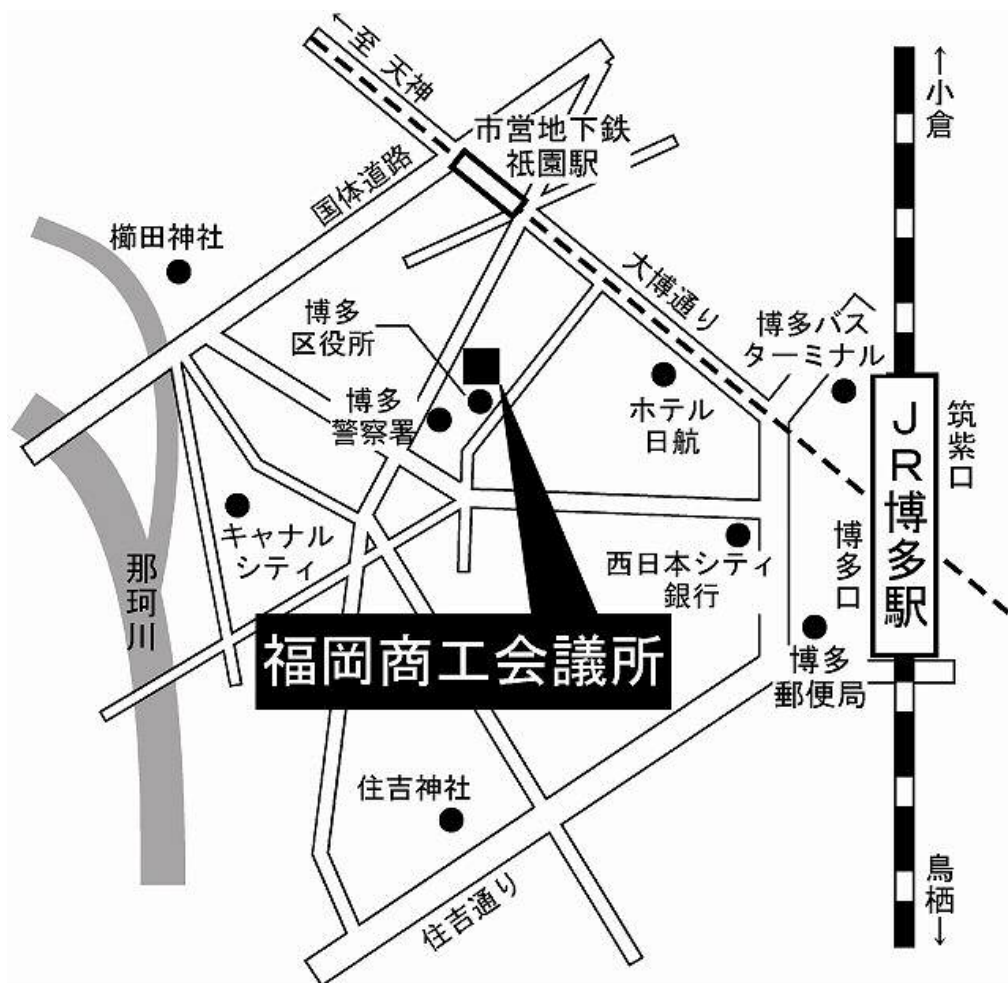 ←至 天神
↑小倉
市営地下鉄
祇園駅
国体道路
櫛田神社
大博通り
博多
区役所
博多バス
ターミナル
博多
警察署
ホテル
日航
JR博多駅
筑紫口
キャナル
シティ
西日本シティ
銀行
博多口
那珂川
福岡商工会議所
博多
郵便局
住吉神社
住吉通り
鳥栖→